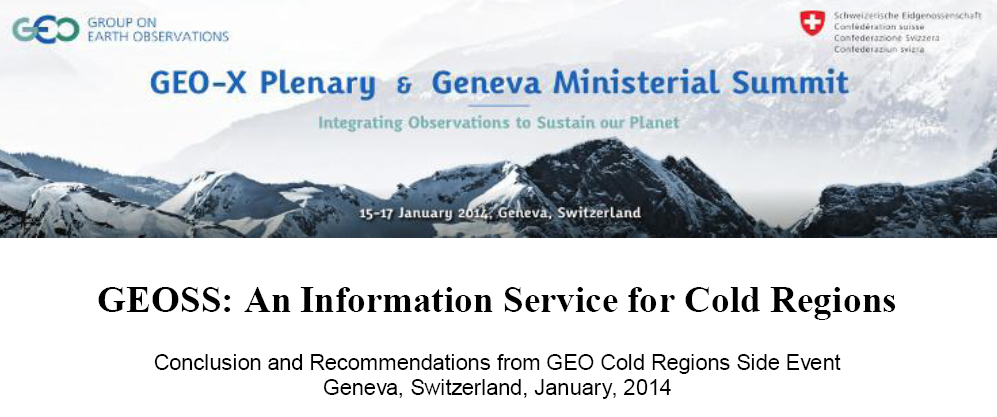 GEO GROUP ON
EARTH OBSERVATIONS
Schweizerische Eidgenossenschaft
Confédération suisse
Confederazione Svizzera
Confederaziun svizra
GEO-X Plenary & Geneva Ministerial Summit
Integrating Observations to Sustain our Planet
15-17 January 2014, Geneva, Switzerland
GEOSS: An Information Service for Cold Regions
Conclusion and Recommendations from GEO Cold Regions Side Event
Geneva, Switzerland, January, 2014